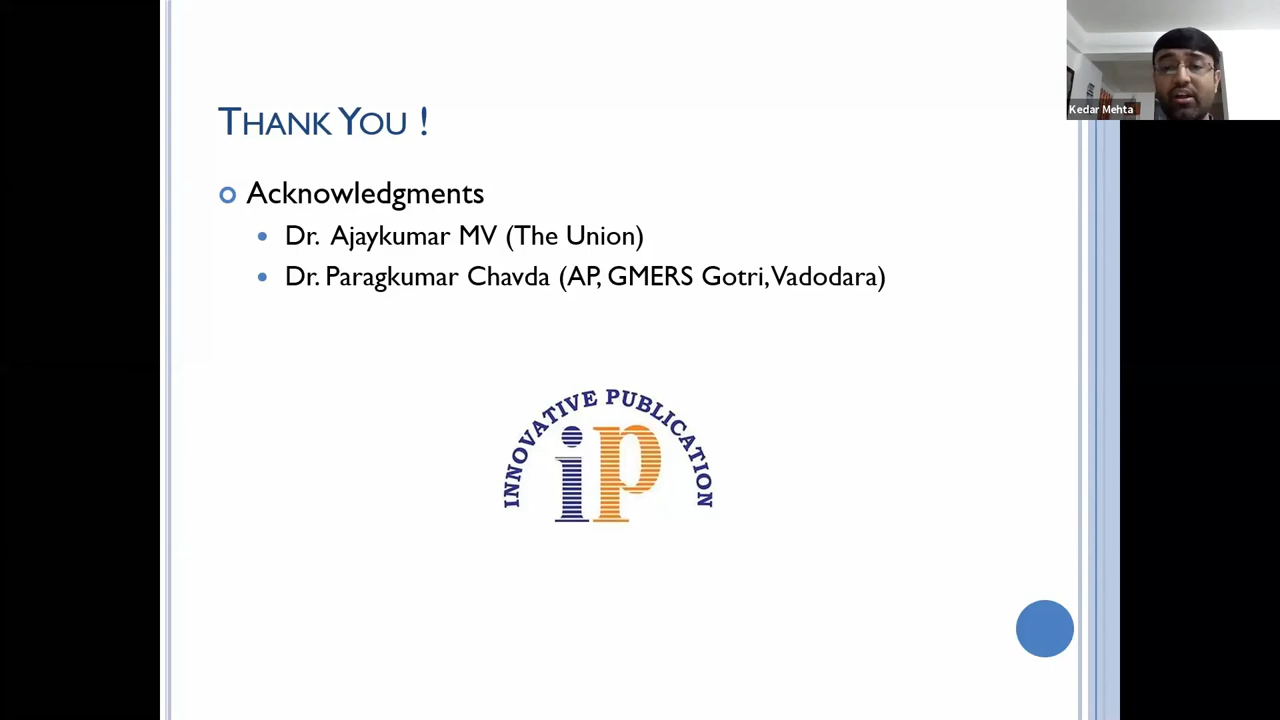 Kedar Mehta
THANK YOU !
Acknowledgments
Dr. Ajaykumar MV (The Union)
Dr. Paragkumar Chavda (AP, GMERS Gotri, Vadodara)
INNOVATIVE PUBLICATION
ip